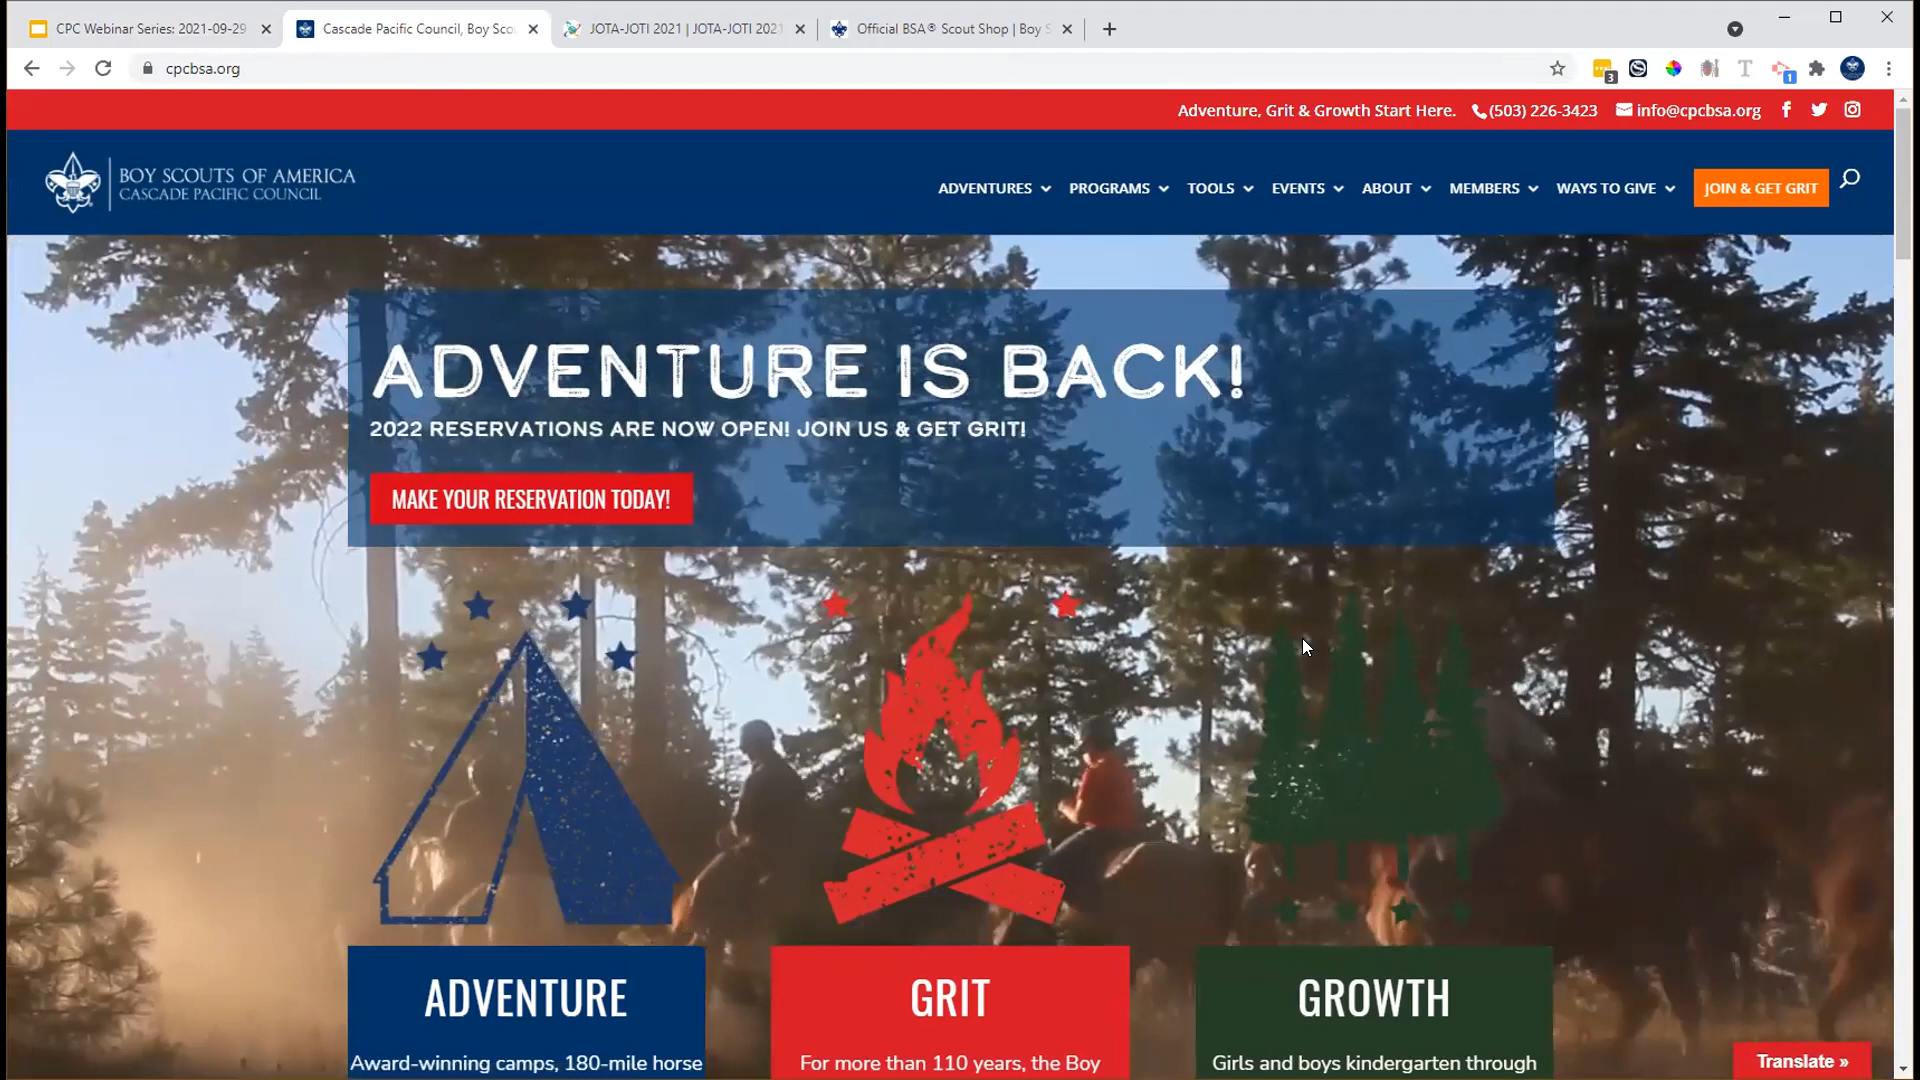 CPC Webinar Series: 2021-09-29
Cascade Pacific Council, Boy Sco
JOTA-JOTI 2021 | JOTA-JOTI 2021
Official BSA® Scout Shop | Boy S
cpcbsa.org
3
T
1
Adventure, Grit & Growth Start Here. (503) 226-3423 info@cpcbsa.org
BOY SCOUTS OF AMERICA
CASCADE PACIFIC COUNCIL
ADVENTURES PROGRAMS TOOLS EVENTS ABOUT MEMBERS WAYS TO GIVE JOIN & GET GRIT
ADVENTURE IS BACK!
2022 RESERVATIONS ARE NOW OPEN! JOIN US & GET GRIT!
MAKE YOUR RESERVATION TODAY!
ADVENTURE
Award-winning camps, 180-mile horse
GRIT
For more than 110 years, the Boy
GROWTH
Girls and boys kindergarten through
Translate »